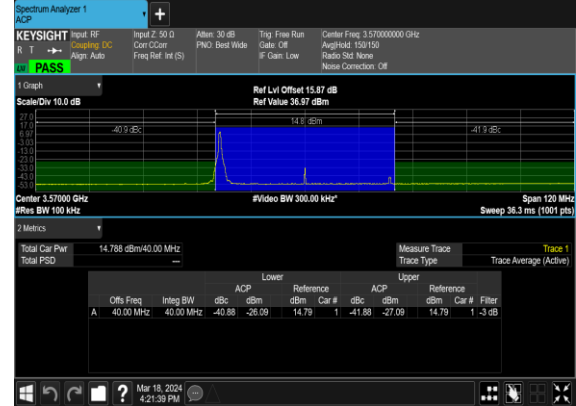 Spectrum Analyzer 1
ACP
KEYSIGHT Input: RF Input Z: 50 Ω Atten: 30 dB Trig: Free Run Center Freq: 3.570000000 GHz
R T Coupling: DC Corr CCorr PNO: Best Wide Gate: Off Avg|Hold: 150/150
Align: Auto Freq Ref: Int (S) IF Gain: Low Radio Std: None
LXI PASS Noise Correction: Off
1 Graph Ref Lvl Offset 15.87 dB
Scale/Div 10.0 dB Ref Value 36.97 dBm
27.0 14.8 dBm
17.0 -40.9 dBc -41.9 dBc
6.97
-3.03
-13.0
-23.0
-33.0
-43.0
-53.0
Center 3.57000 GHz #Video BW 300.00 kHz* Span 120 MHz
#Res BW 100 kHz Sweep 36.3 ms (1001 pts)
2 Metrics
Total Car Pwr 14.788 dBm/40.00 MHz Measure Trace Trace 1
Total PSD --- Trace Type Trace Average (Active)
Lower Upper
ACP Reference ACP Reference
Offs Freq Integ BW dBc dBm dBm Car # dBc dBm dBm Car # Filter
A 40.00 MHz 40.00 MHz -40.88 -26.09 14.79 1 -41.88 -27.09 14.79 1 -3 dB
Mar 18, 2024
4:21:39 PM